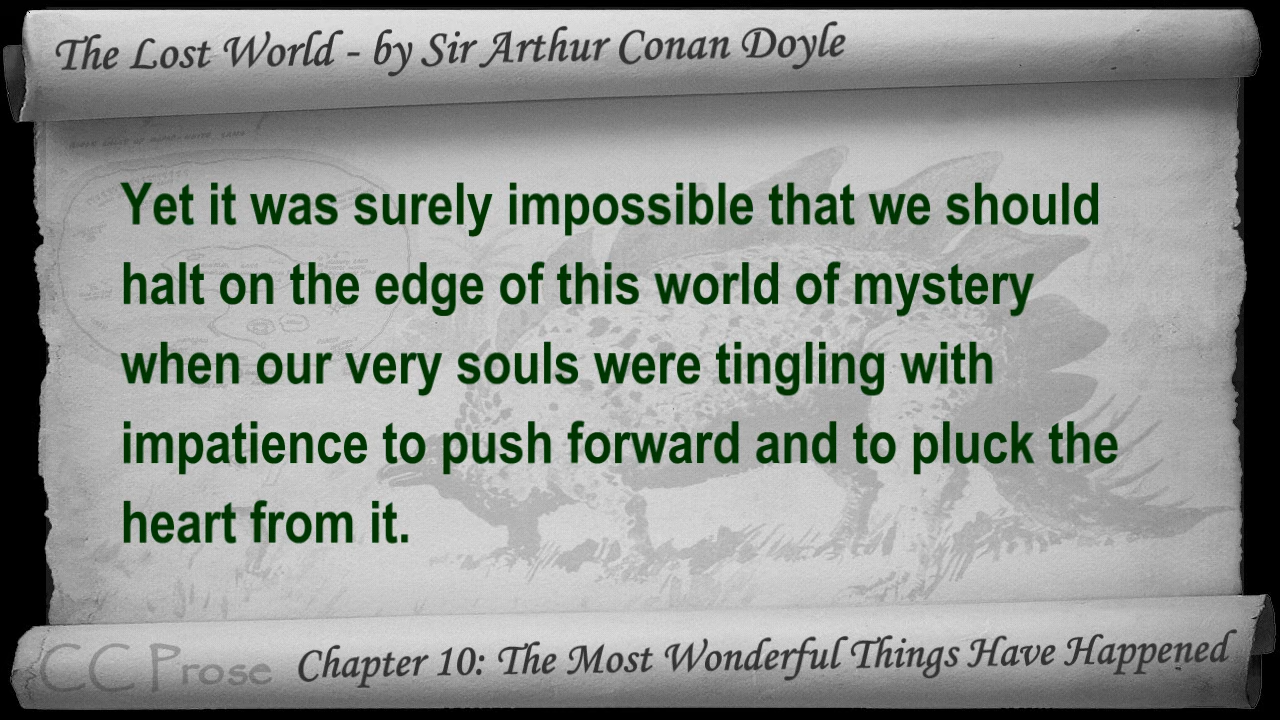 The Lost World - by Sir Arthur Conan Doyle
Yet it was surely impossible that we should
halt on the edge of this world of mystery
when our very souls were tingling with
impatience to push forward and to pluck the
heart from it.
CC Prose
Chapter 10: The Most Wonderful Things Have Happened